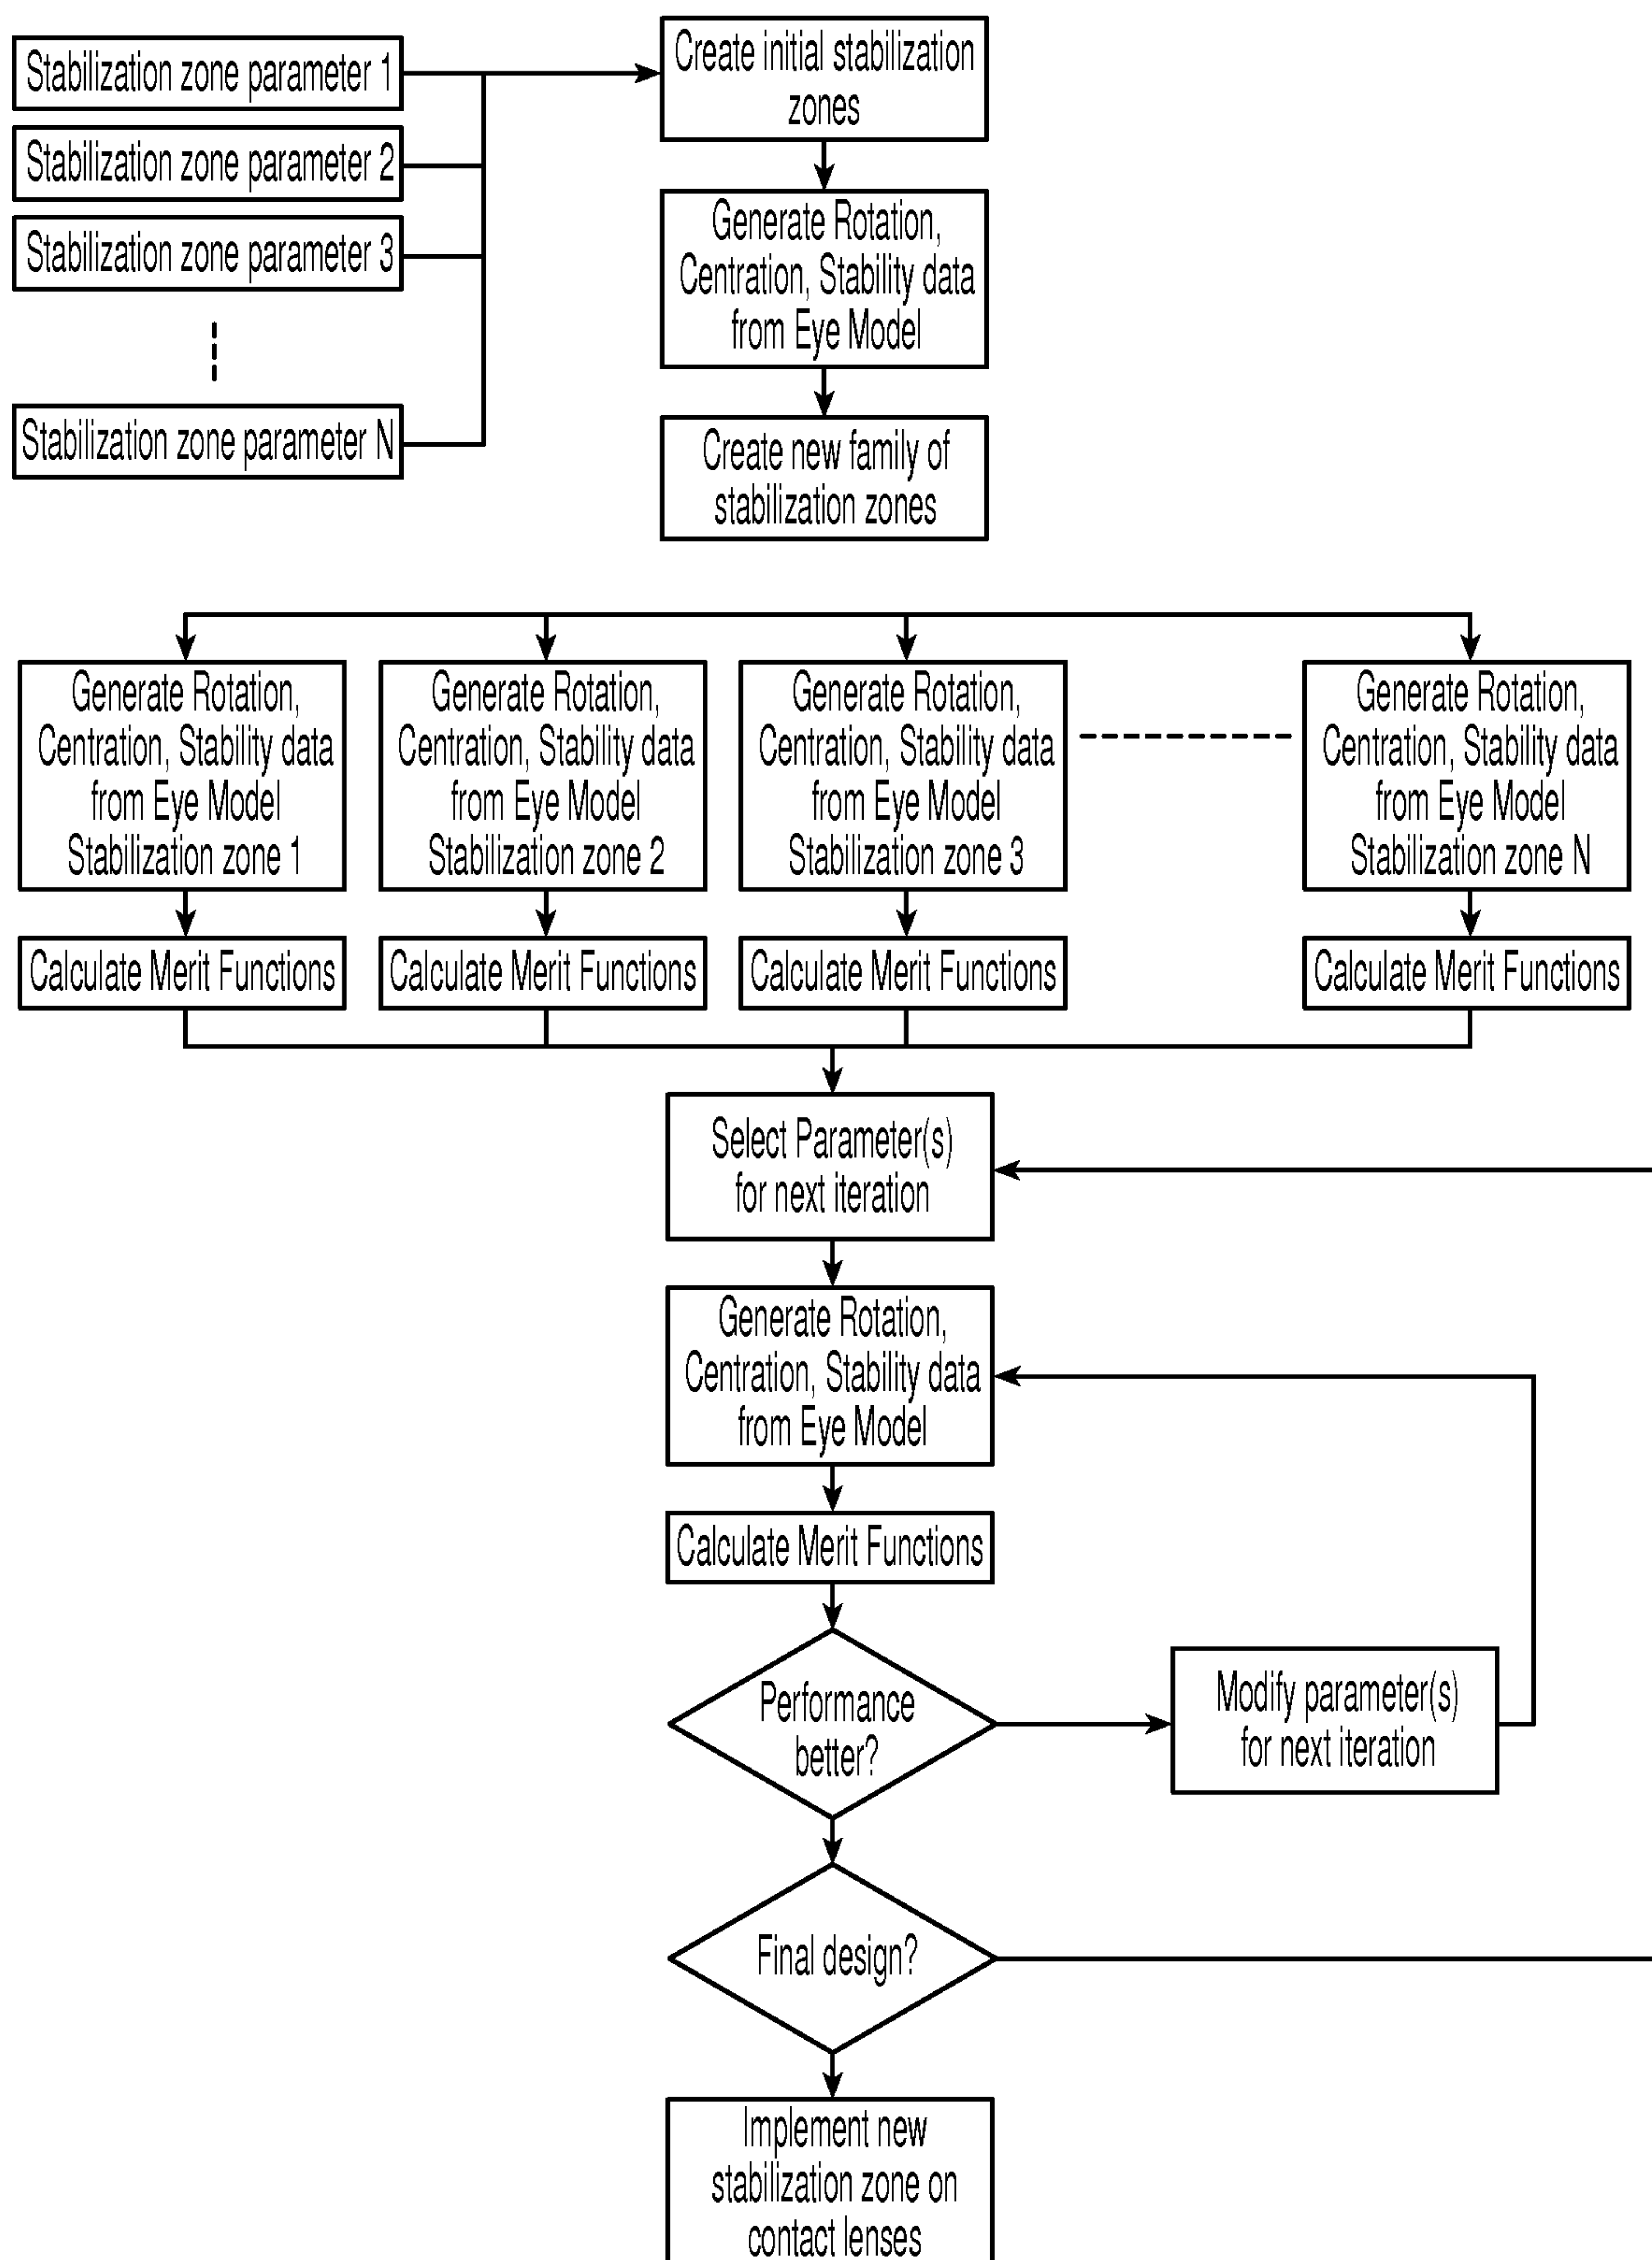 Stabilization zone parameter 1
Stabilization zone parameter 2
Stabilization zone parameter 3
Stabilization zone parameter N
Create initial stabilization
zones
Generate Rotation,
Centration, Stability data
from Eye Model
Create new family of
stabilization zones
Generate Rotation,
Centration, Stability data
from Eye Model
Stabilization zone 1
Generate Rotation,
Centration, Stability data
from Eye Model
Stabilization zone 2
Generate Rotation,
Centration, Stability data
from Eye Model
Stabilization zone 3
Generate Rotation,
Centration, Stability data
from Eye Model
Stabilization zone N
Calculate Merit Functions
Calculate Merit Functions
Calculate Merit Functions
Calculate Merit Functions
Select Parameter(s)
for next iteration
Generate Rotation,
Centration, Stability data
from Eye Model
Calculate Merit Functions
Performance
better?
Modify parameter(s)
for next iteration
Final design?
Implement new
stabilization zone on
contact lenses